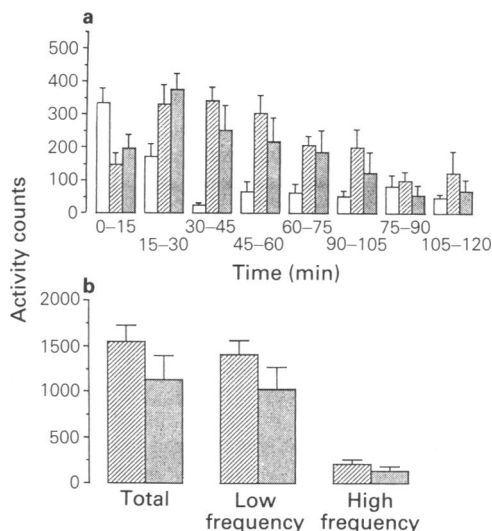 a
500
400
300
200
100
0
0–15 30–45 60–75 75–90
15–30 45–60 90–105 105–120
Time (min)
Activity counts
b
2000
1500
1000
500
0
Total Low High
frequency frequency